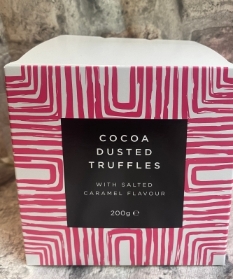 COCOA
DUSTED
TRUFFLES
WITH SALTED
CARAMEL FLAVOUR
200g ℮